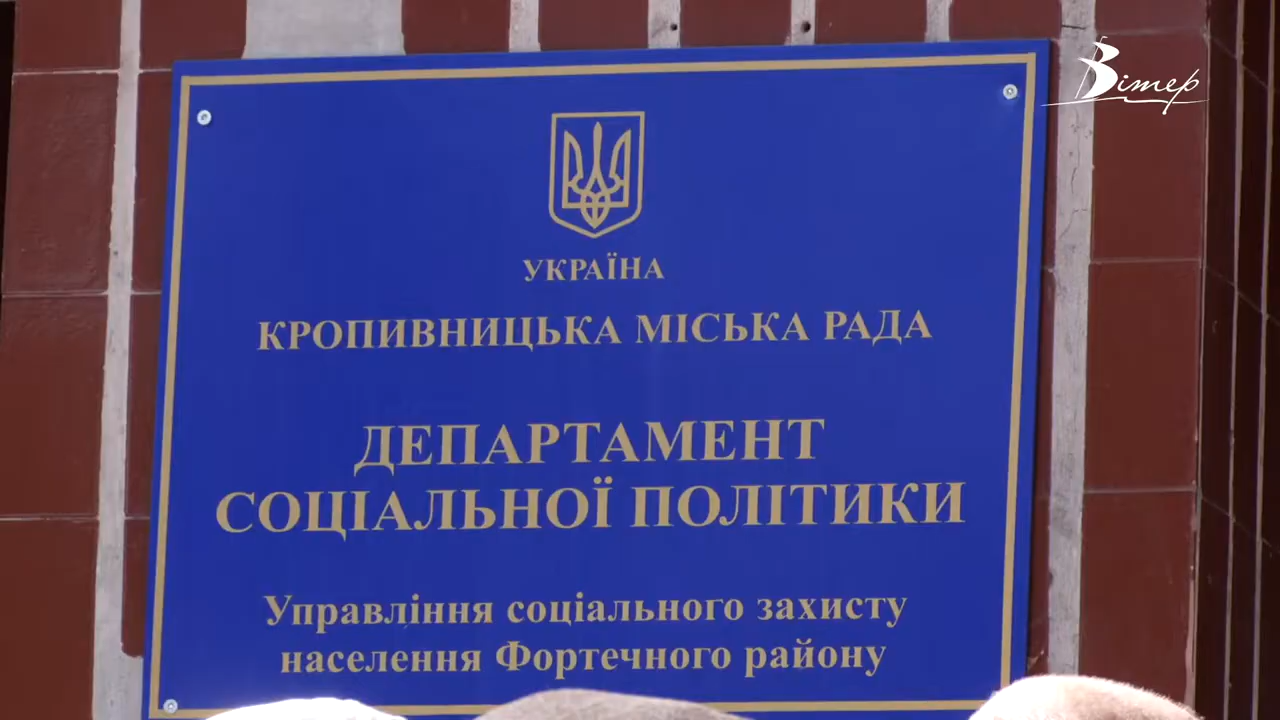 Вітер
УКРАЇНА
КРОПИВНИЦЬКА МІСЬКА РАДА
ДЕПАРТАМЕНТ
СОЦІАЛЬНОЇ ПОЛІТИКИ
Управління соціального захисту
населення Фортечного району